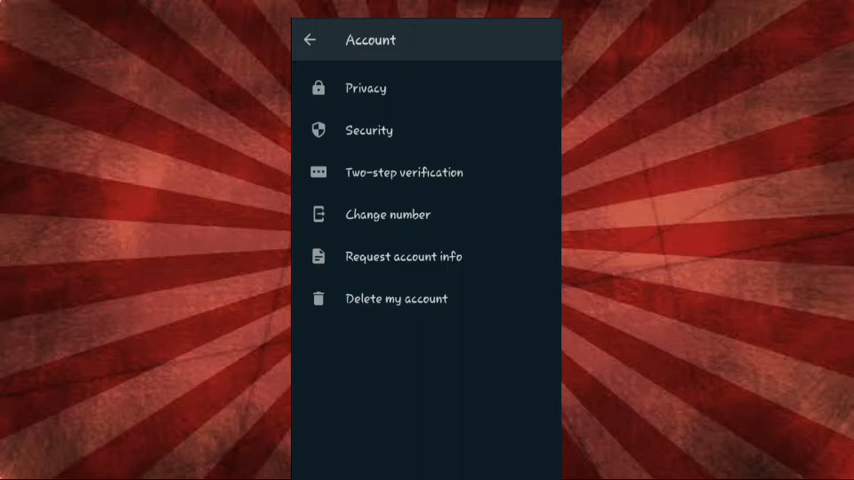 Account
Privacy
Security
Two-step verification
Change number
Request account info
Delete my account